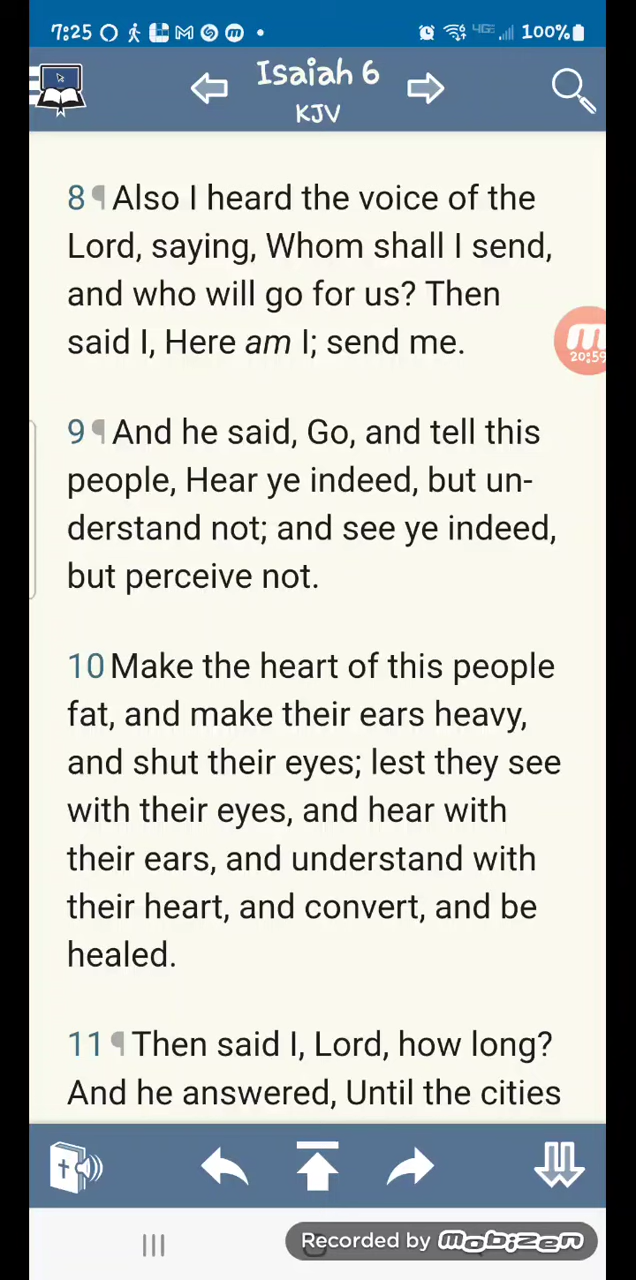 7:25
4GE
100%
Isaiah 6
KJV
8 ¶ Also I heard the voice of the
Lord, saying, Whom shall I send,
and who will go for us? Then
said I, Here am I; send me.
20:59
9 ¶ And he said, Go, and tell this
people, Hear ye indeed, but un-
derstand not; and see ye indeed,
but perceive not.
10 Make the heart of this people
fat, and make their ears heavy,
and shut their eyes; lest they see
with their eyes, and hear with
their ears, and understand with
their heart, and convert, and be
healed.
11 ¶ Then said I, Lord, how long?
And he answered, Until the cities
Recorded by mobizen